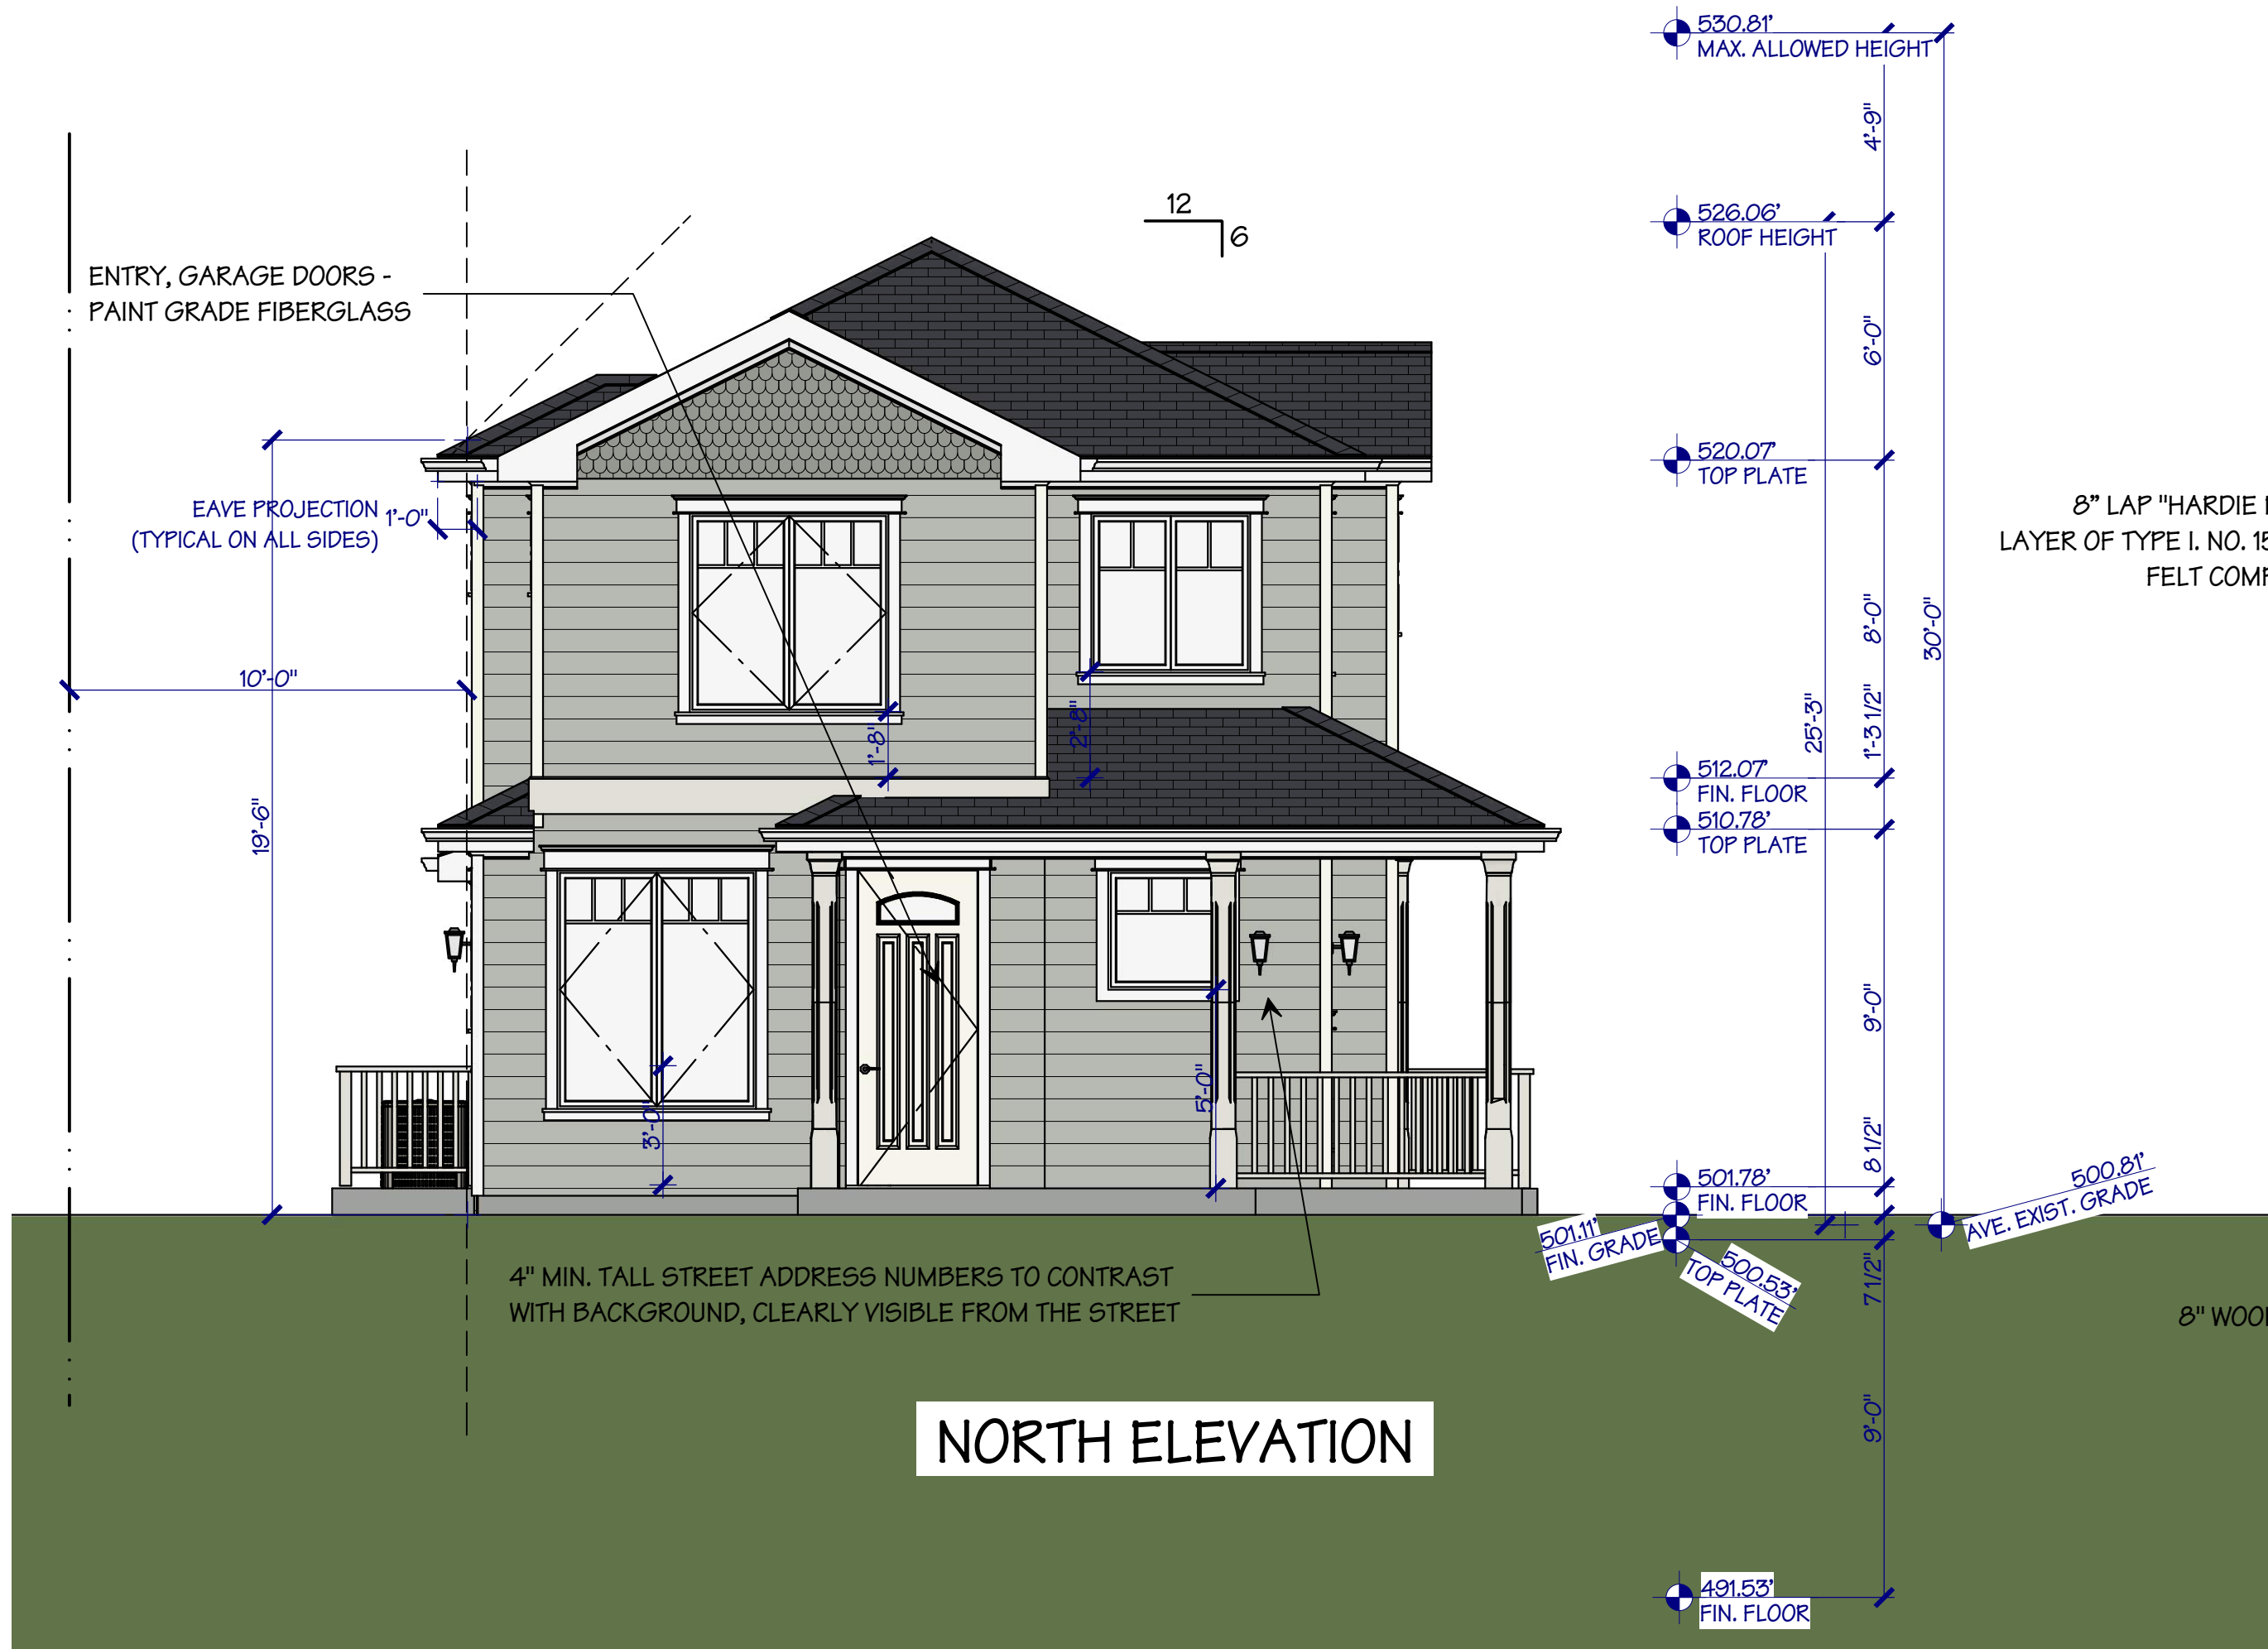 530.81'
MAX. ALLOWED HEIGHT
4'-9"
12
6
526.06'
ROOF HEIGHT
ENTRY, GARAGE DOORS -
PAINT GRADE FIBERGLASS
6'-0"
520.07'
TOP PLATE
EAVE PROJECTION
(TYPICAL ON ALL SIDES)
1'-0"
8" LAP "HARDIE
LAYER OF TYPE I. NO. 15
FELT COM
8'-0"
30'-0"
10'-0"
1'-8"
2'-8"
25'-3"
1'-3 1/2"
512.07'
FIN. FLOOR
510.78'
TOP PLATE
19'-6"
9'-0"
3'-0"
5'-0"
8 1/2"
501.78'
FIN. FLOOR
500.81'
AVE. EXIST. GRADE
501.11'
FIN. GRADE
500.53'
TOP PLATE
7 1/2"
4" MIN. TALL STREET ADDRESS NUMBERS TO CONTRAST
WITH BACKGROUND, CLEARLY VISIBLE FROM THE STREET
8" WOO
9'-0"
NORTH ELEVATION
491.53'
FIN. FLOOR